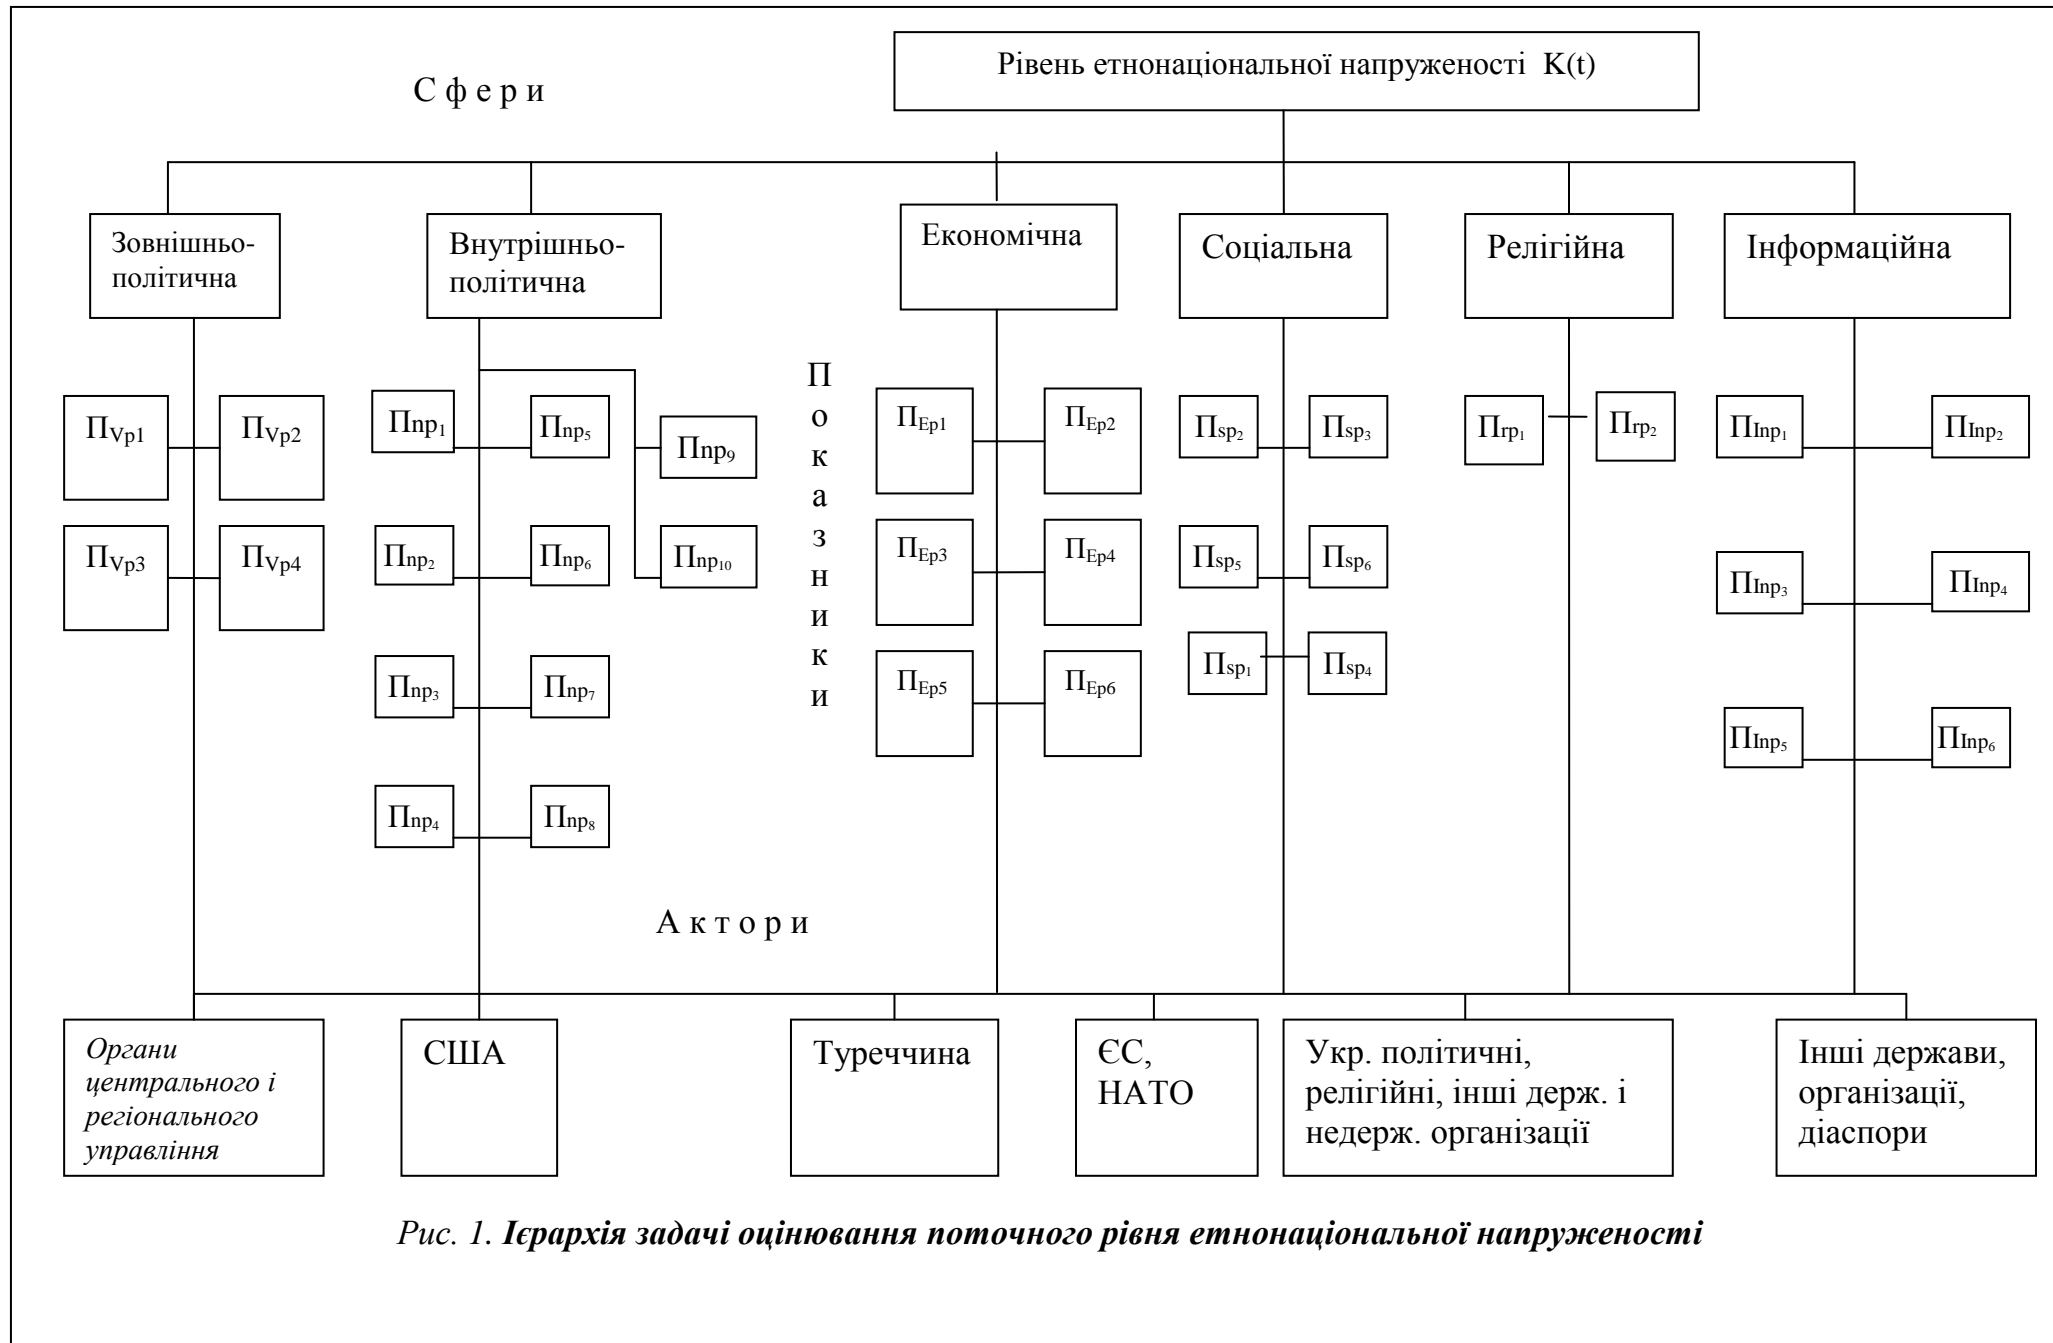 Рівень етнонаціональної напруженості K(t)
С ф е р и
Зовнішньо-
політична
Внутрішньо-
політична
Економічна
Соціальна
Релігійна
Інформаційна
П
о
к
а
з
н
и
к
и
ПVp1
ПVp2
ПVp3
ПVp4
Пnp1
Пnp5
Пnp9
Пnp2
Пnp6
Пnp10
Пnp3
Пnp7
Пnp4
Пnp8
ПEp1
ПEp2
ПEp3
ПEp4
ПEp5
ПEp6
Пsp2
Пsp3
Пsp5
Пsp6
Пsp1
Пsp4
Пrp1
Пrp2
ПInp1
ПInp2
ПInp3
ПInp4
ПInp5
ПInp6
А к т о р и
Органи
центрального і
регіонального
управління
США
Туреччина
ЄС,
НАТО
Укр. політичні,
релігійні, інші держ. і
недерж. організації
Інші держави,
організації,
діаспори
Рис. 1. Ієрархія задачі оцінювання поточного рівня етнонаціональної напруженості